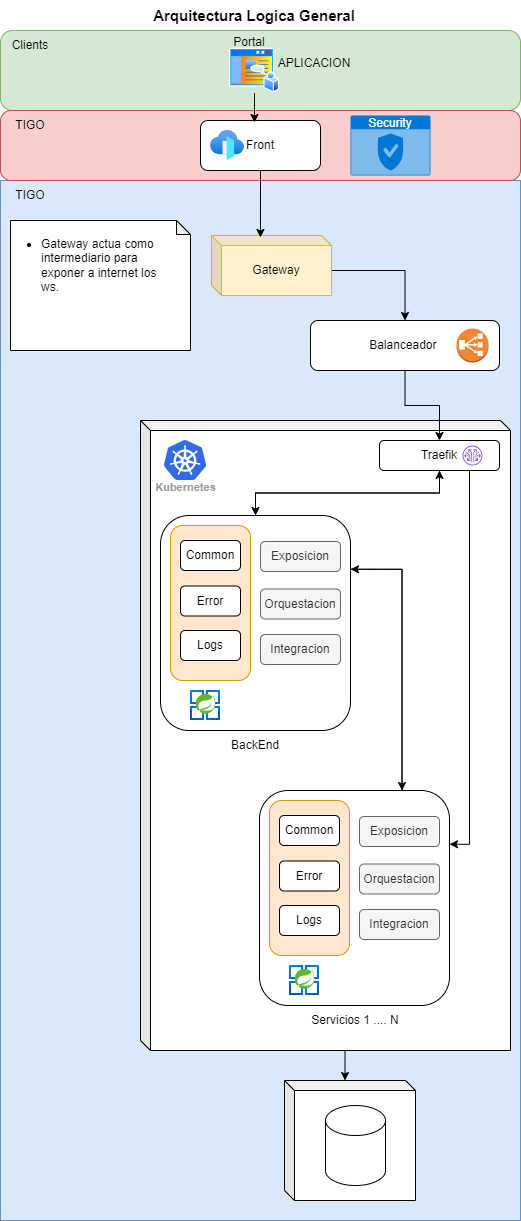 Arquitectura Logica General
Clients
Portal
APLICACION
TIGO
Front
Security
TIGO
Gateway actua como
intermediario para
exponer a internet los
ws.
Gateway
Balanceador
Traefik
Kubernetes
Common
Exposicion
Error
Orquestacion
Logs
Integracion
BackEnd
Common
Exposicion
Error
Orquestacion
Logs
Integracion
Servicios 1 .... N